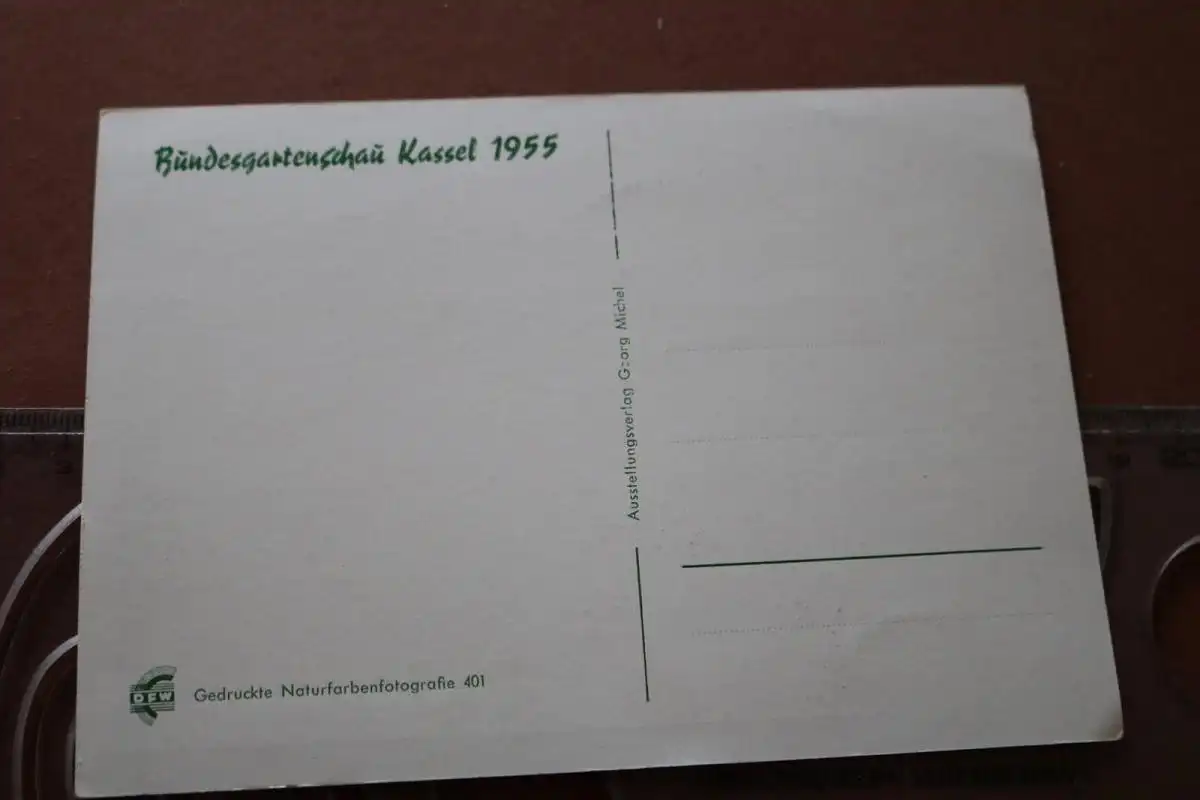 Bundesgartenschau Kassel 1955
Ausstellungsverlag Georg Michel
DFW
Gedruckte Naturfarbenfotografie 401